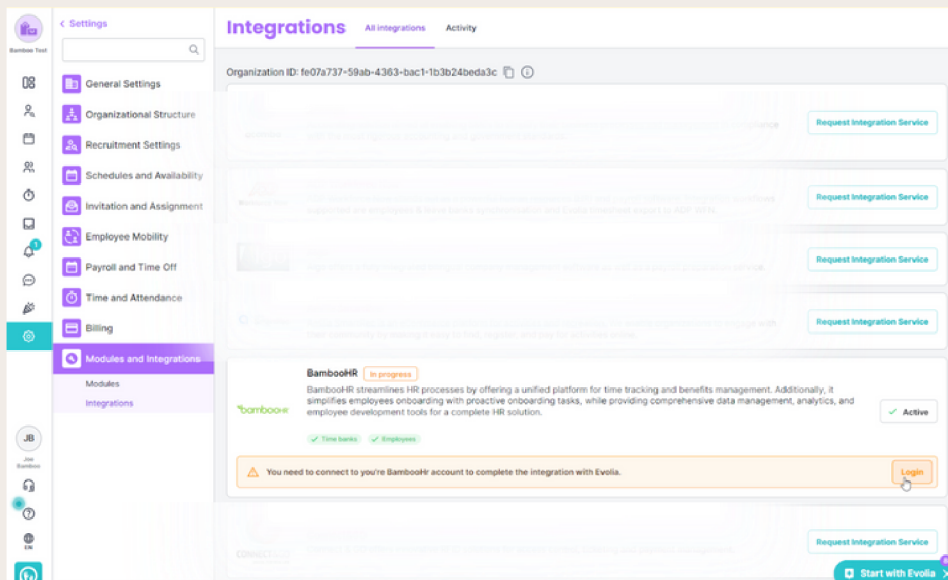 Bamboo Test
JB
Joe
Bamboo
EN
1
Settings
General Settings
Organizational Structure
Recruitment Settings
Schedules and Availability
Invitation and Assignment
Employee Mobility
Payroll and Time Off
Time and Attendance
Billing
Modules and Integrations
Modules
Integrations
Integrations
All integrations
Activity
Organization ID: fe07a737-59ab-4363-bac1-1b3b24beda3c
Request Integration Service
Request Integration Service
Request Integration Service
Request Integration Service
BambooHR
In progress
BambooHR streamlines HR processes by offering a unified platform for time tracking and benefits management. Additionally, it
simplifies employees onboarding with proactive onboarding tasks, while providing comprehensive data management, analytics, and
employee development tools for a complete HR solution.
bambooHR
Active
Time banks
Employees
You need to connect to you're BambooHr account to complete the integration with Evolia.
Login
Request Integration Service
Start with Evolia